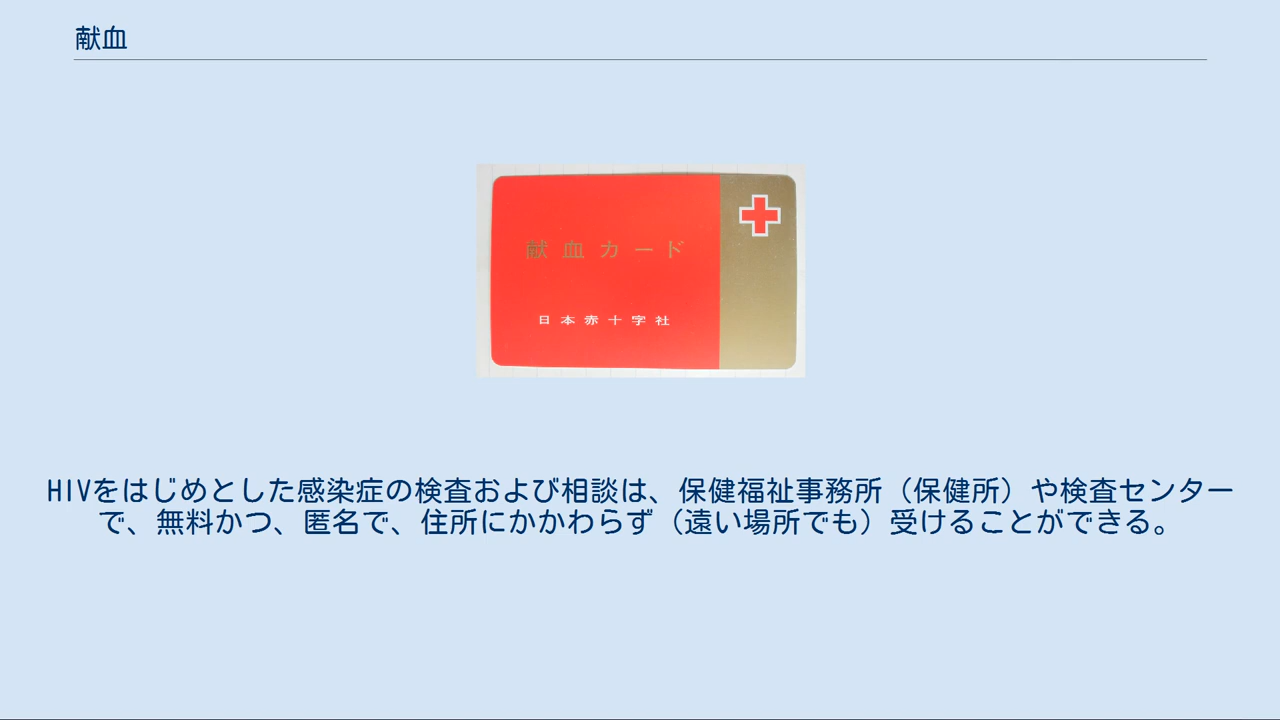 献血
献血カード
日本赤十字社
HIVをはじめとした感染症の検査および相談は、保健福祉事務所（保健所）や検査センター
で、無料かつ、匿名で、住所にかかわらず（遠い場所でも）受けることができる。